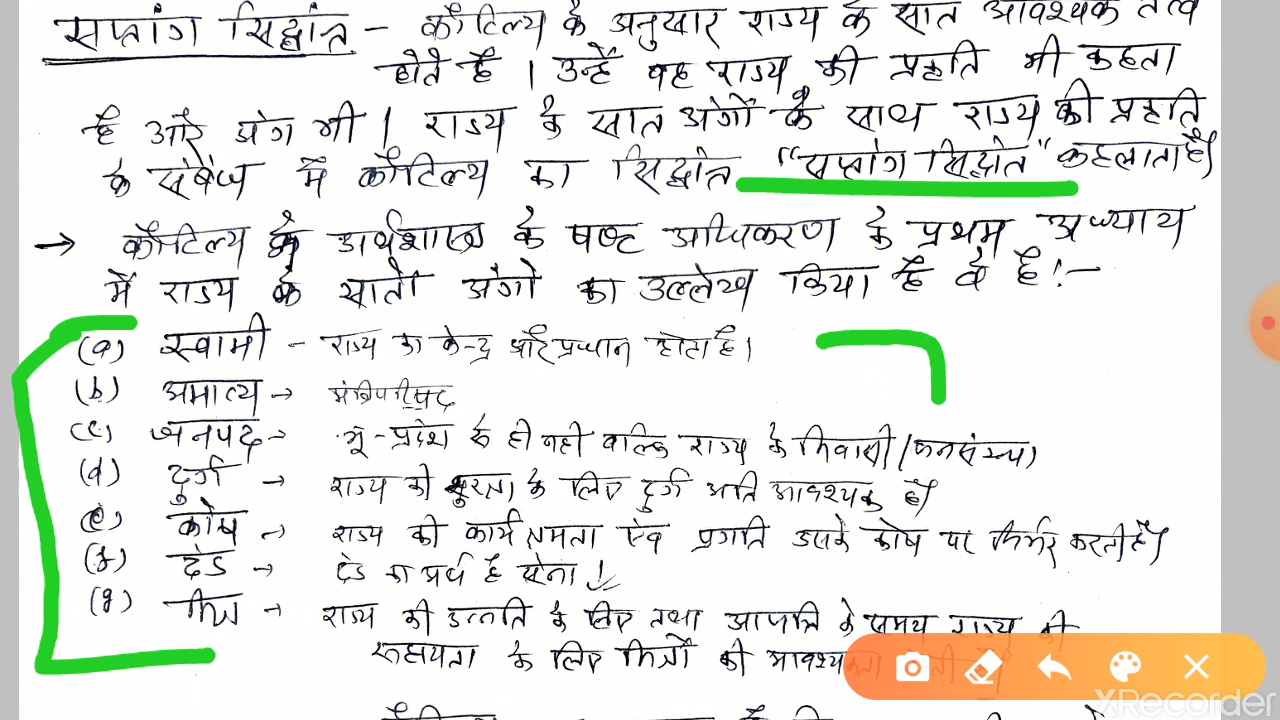 सप्तांग सिद्धांत – कौटिल्य के अनुसार राज्य के सात आवश्यक तत्व
होते है । उन्हें वह राज्य की प्रकृति भी कहता
है और अंग भी । राज्य के सात अंगों के साथ राज्य की प्रकृति
के संबंध में कौटिल्य का सिद्धांत "सप्तांग सिद्धांत" कहलाता है।
→ कौटिल्य के अर्थशास्त्र के षष्ट अधिकरण के प्रथम अध्याय
में राज्य के सातों अंगो का उल्लेख किया है वे है!–
(a) स्वामी – राज्य का केन्द्र और प्रधान होता है।
(b) अमात्य → मंत्रिपरीषद
(c) जनपद → भू-प्रदेश के ही नही बल्कि राज्य के निवासी (जनसंख्या)
(d) दुर्ग → राज्य की सुरक्षा के लिए दुर्ग अति आवश्यक है।
(e) कोष → राज्य की कार्यक्षमता एंव प्रगति उसके कोष पर निर्भर करती है।
(f) दंड → दंड का अर्थ है सेना।
(g) मित्र → राज्य की उन्नति के लिए तथा आपत्ति के समय राज्य की
सहायता के लिए मित्रों की
XRecorder